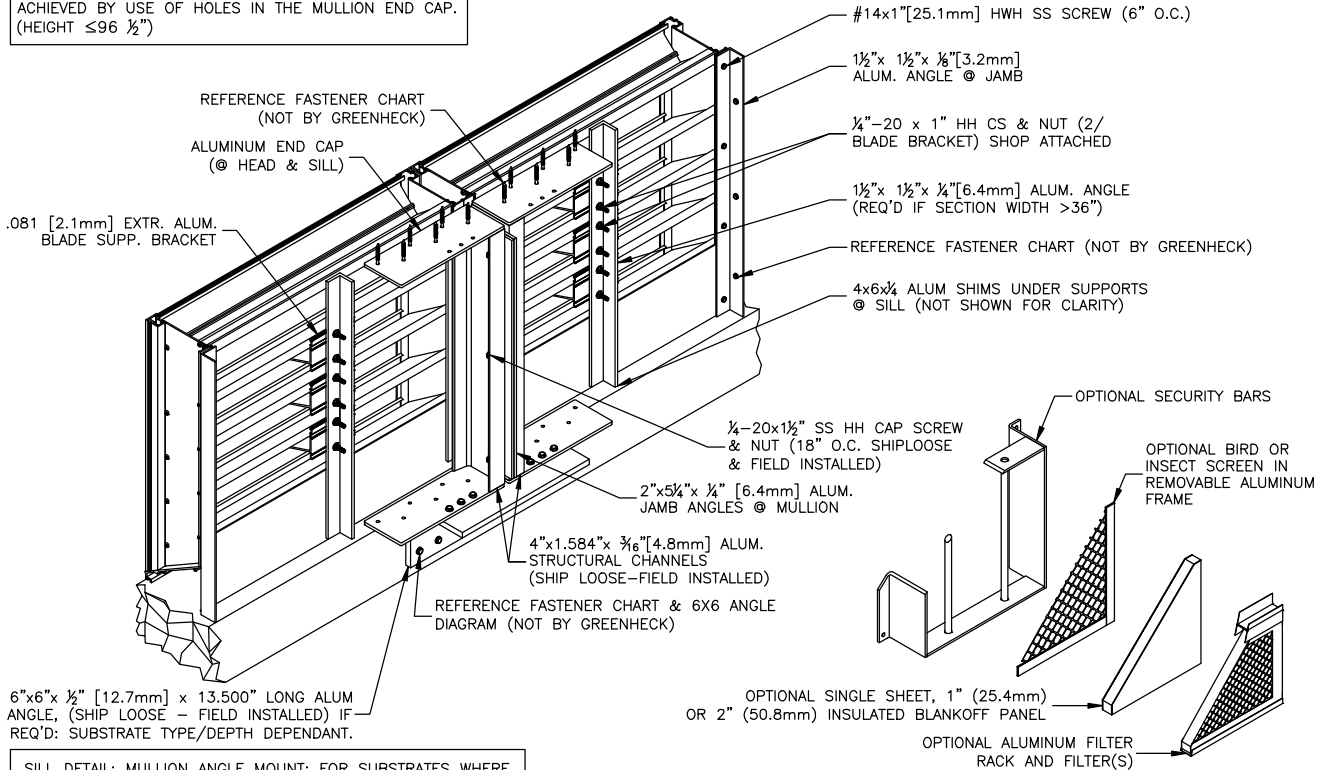 ACHIEVED BY USE OF HOLES IN THE MULLION END CAP.
(HEIGHT ≤96 ½")
REFERENCE FASTENER CHART
(NOT BY GREENHECK)
ALUMINUM END CAP
(@ HEAD & SILL)
.081 [2.1mm] EXTR. ALUM.
BLADE SUPP. BRACKET
#14x1"[25.1mm] HWH SS SCREW (6" O.C.)
1½"x 1½"x ⅛"[3.2mm]
ALUM. ANGLE @ JAMB
¼"-20 x 1" HH CS & NUT (2/
BLADE BRACKET) SHOP ATTACHED
1½"x 1½"x ¼"[6.4mm] ALUM. ANGLE
(REQ'D IF SECTION WIDTH >36")
REFERENCE FASTENER CHART (NOT BY GREENHECK)
4x6x¼ ALUM SHIMS UNDER SUPPORTS
@ SILL (NOT SHOWN FOR CLARITY)
¼-20x1½" SS HH CAP SCREW
& NUT (18" O.C. SHIPLOOSE
& FIELD INSTALLED)
2"x5¼"x ¼" [6.4mm] ALUM.
JAMB ANGLES @ MULLION
4"x1.584"x 3⁄16"[4.8mm] ALUM.
STRUCTURAL CHANNELS
(SHIP LOOSE-FIELD INSTALLED)
REFERENCE FASTENER CHART & 6X6 ANGLE
DIAGRAM (NOT BY GREENHECK)
6"x6"x ½" [12.7mm] x 13.500" LONG ALUM
ANGLE, (SHIP LOOSE - FIELD INSTALLED) IF
REQ'D: SUBSTRATE TYPE/DEPTH DEPENDANT.
OPTIONAL SECURITY BARS
OPTIONAL BIRD OR
INSECT SCREEN IN
REMOVABLE ALUMINUM
FRAME
OPTIONAL SINGLE SHEET, 1" (25.4mm)
OR 2" (50.8mm) INSULATED BLANKOFF PANEL
OPTIONAL ALUMINUM FILTER
RACK AND FILTER(S)
SILL DETAIL: MULLION ANGLE MOUNT: FOR SUBSTRATES WHERE